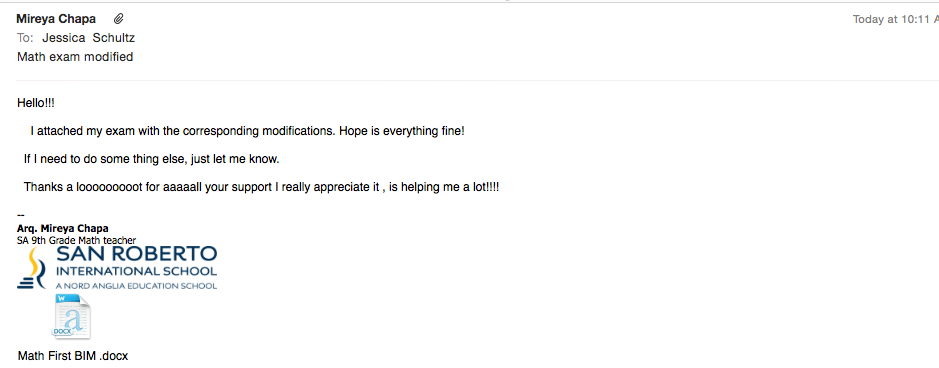 Mireya Chapa
Today at 10:11 A
To: Jessica Schultz
Math exam modified
Hello!!!
I attached my exam with the corresponding modifications. Hope is everything fine!
If I need to do some thing else, just let me know.
Thanks a looooooooot for aaaaall your support I really appreciate it , is helping me a lot!!!!
--
Arq. Mireya Chapa
SA 9th Grade Math teacher
SAN ROBERTO
INTERNATIONAL SCHOOL
A NORD ANGLIA EDUCATION SCHOOL
W
a
DOCX
Math First BIM .docx